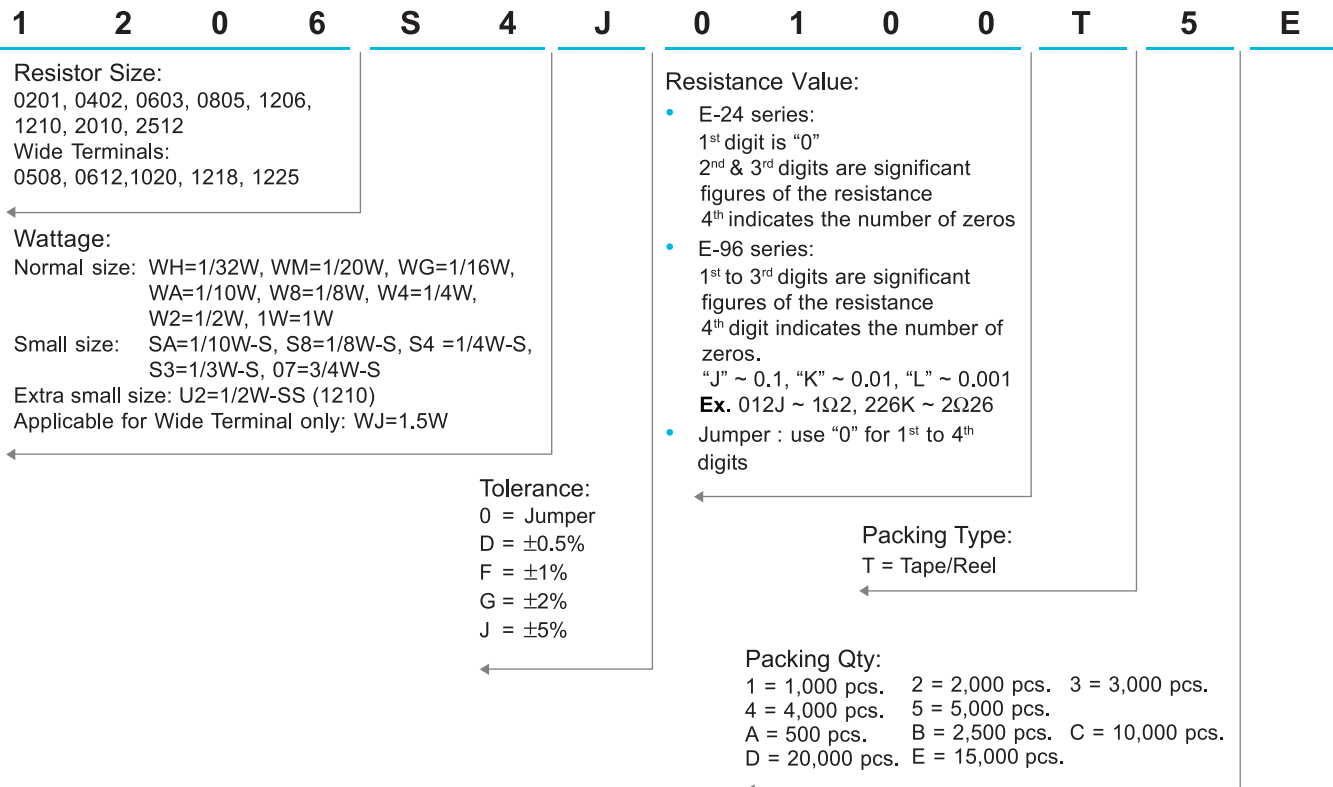 1 2 0 6 S 4 J 0 1 0 0 T 5 E
Resistor Size:
0201, 0402, 0603, 0805, 1206,
1210, 2010, 2512
Wide Terminals:
0508, 0612,1020, 1218, 1225
Wattage:
Normal size: WH=1/32W, WM=1/20W, WG=1/16W,
WA=1/10W, W8=1/8W, W4=1/4W,
W2=1/2W, 1W=1W
Small size: SA=1/10W-S, S8=1/8W-S, S4 =1/4W-S,
S3=1/3W-S, 07=3/4W-S
Extra small size: U2=1/2W-SS (1210)
Applicable for Wide Terminal only: WJ=1.5W
Tolerance:
0 = Jumper
D = ±0.5%
F = ±1%
G = ±2%
J = ±5%
Resistance Value:
• E-24 series:
1st digit is “0”
2nd & 3rd digits are significant
figures of the resistance
4th indicates the number of zeros
• E-96 series:
1st to 3rd digits are significant
figures of the resistance
4th digit indicates the number of
zeros.
“J” ~ 0.1, “K” ~ 0.01, “L” ~ 0.001
Ex. 012J ~ 1Ω2, 226K ~ 2Ω26
• Jumper : use “0” for 1st to 4th
digits
Packing Type:
T = Tape/Reel
Packing Qty:
1 = 1,000 pcs. 2 = 2,000 pcs. 3 = 3,000 pcs.
4 = 4,000 pcs. 5 = 5,000 pcs.
A = 500 pcs. B = 2,500 pcs. C = 10,000 pcs.
D = 20,000 pcs. E = 15,000 pcs.